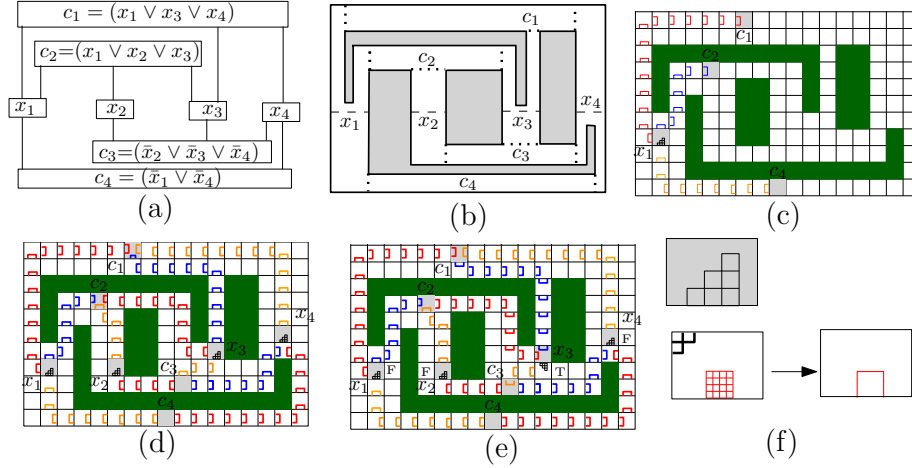 c₁ = (x₁ ∨ x₃ ∨ x₄)
c₂=(x₁ ∨ x₂ ∨ x₃)
x₁
x₂
x₃
x₄
c₃=(x̄₂ ∨ x̄₃ ∨ x̄₄)
c₄ = (x̄₁ ∨ x̄₄)
(a)
c₁
c₂
x₁
x₂
x₃
x₄
c₃
c₄
(b)
c₁
c₂
x₁
c₄
(c)
c₁
c₂
x₄
x₃
x₁
x₂
c₃
c₄
(d)
c₁
c₂
x₄
x₃
F
x₁
F
F
x₂
c₃
T
c₄
(e)
(f)